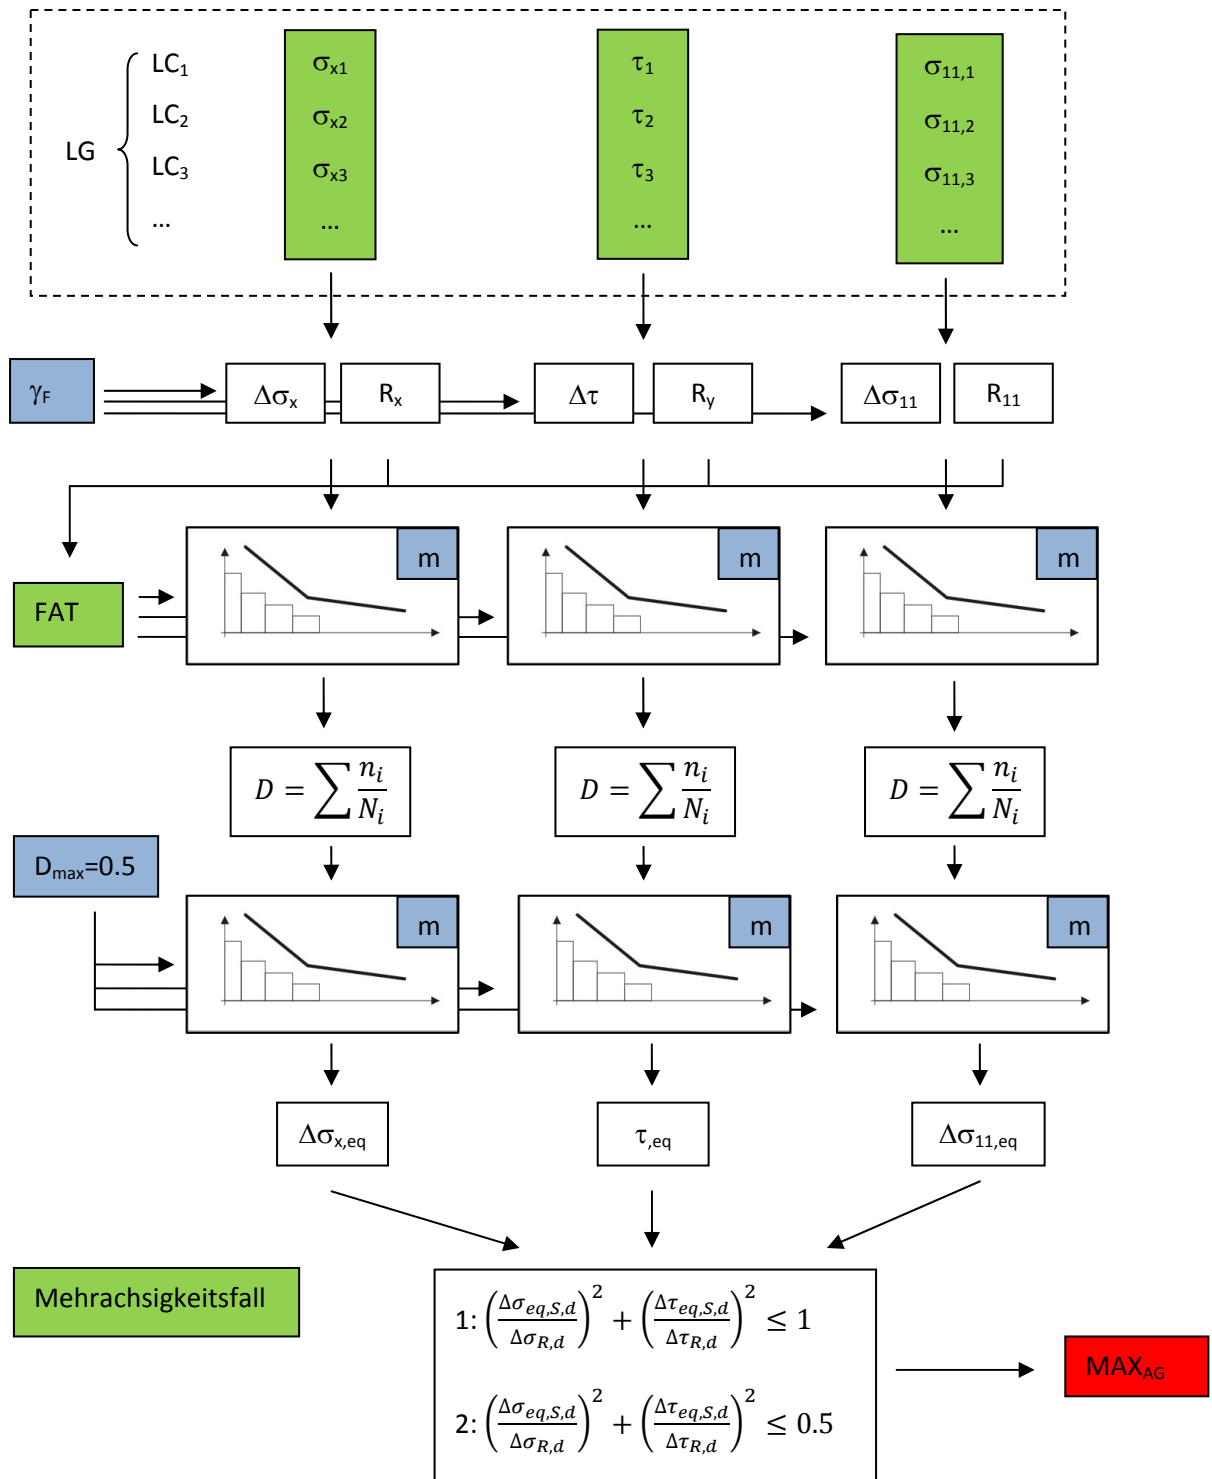 LC1 σx1 τ1 σ11,1
LC2 σx2 τ2 σ11,2
LG
LC3 σx3 τ3 σ11,3
... ... ... ...
γF Δσx Rx Δτ Ry Δσ11 R11
m m m
FAT
D = ∑ ni/Ni D = ∑ ni/Ni D = ∑ ni/Ni
Dmax=0.5
m m m
Δσx,eq τ,eq Δσ11,eq
Mehrachsigkeitsfall
1: (Δσeq,S,d/ΔσR,d)² + (Δτeq,S,d/ΔτR,d)² ≤ 1
MAXAG
2: (Δσeq,S,d/ΔσR,d)² + (Δτeq,S,d/ΔτR,d)² ≤ 0.5